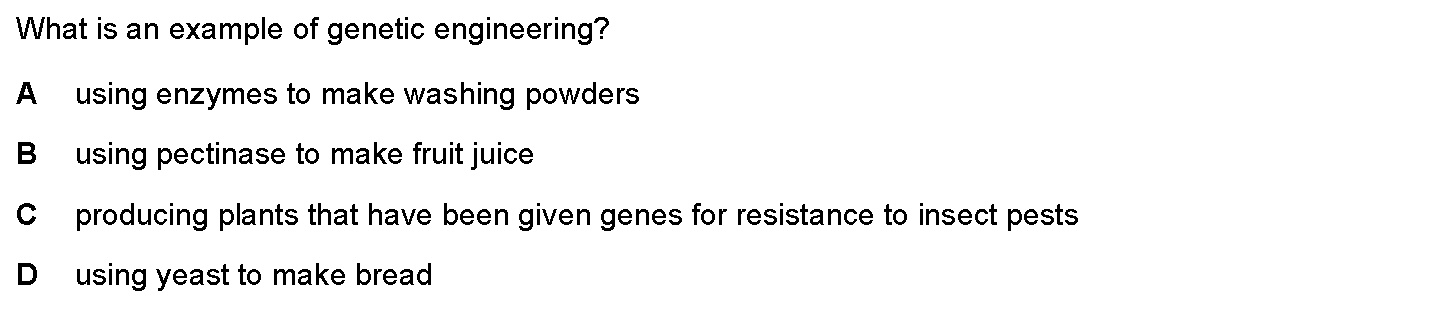 What is an example of genetic engineering?
A using enzymes to make washing powders
B using pectinase to make fruit juice
C producing plants that have been given genes for resistance to insect pests
D using yeast to make bread